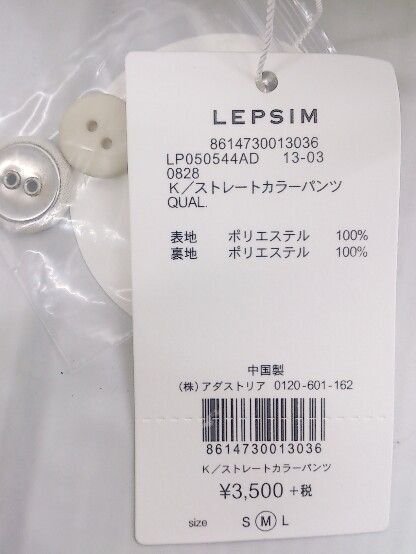 LEPSIM
8614730013036
LP050544AD 13-03
0828
K／ストレートカラーパンツ
QUAL.
表地 ポリエステル 100%
裏地 ポリエステル 100%
中国製
(株) アダストリア 0120-601-162
8614730013036
K／ストレートカラーパンツ
¥3,500 +税
size S M L